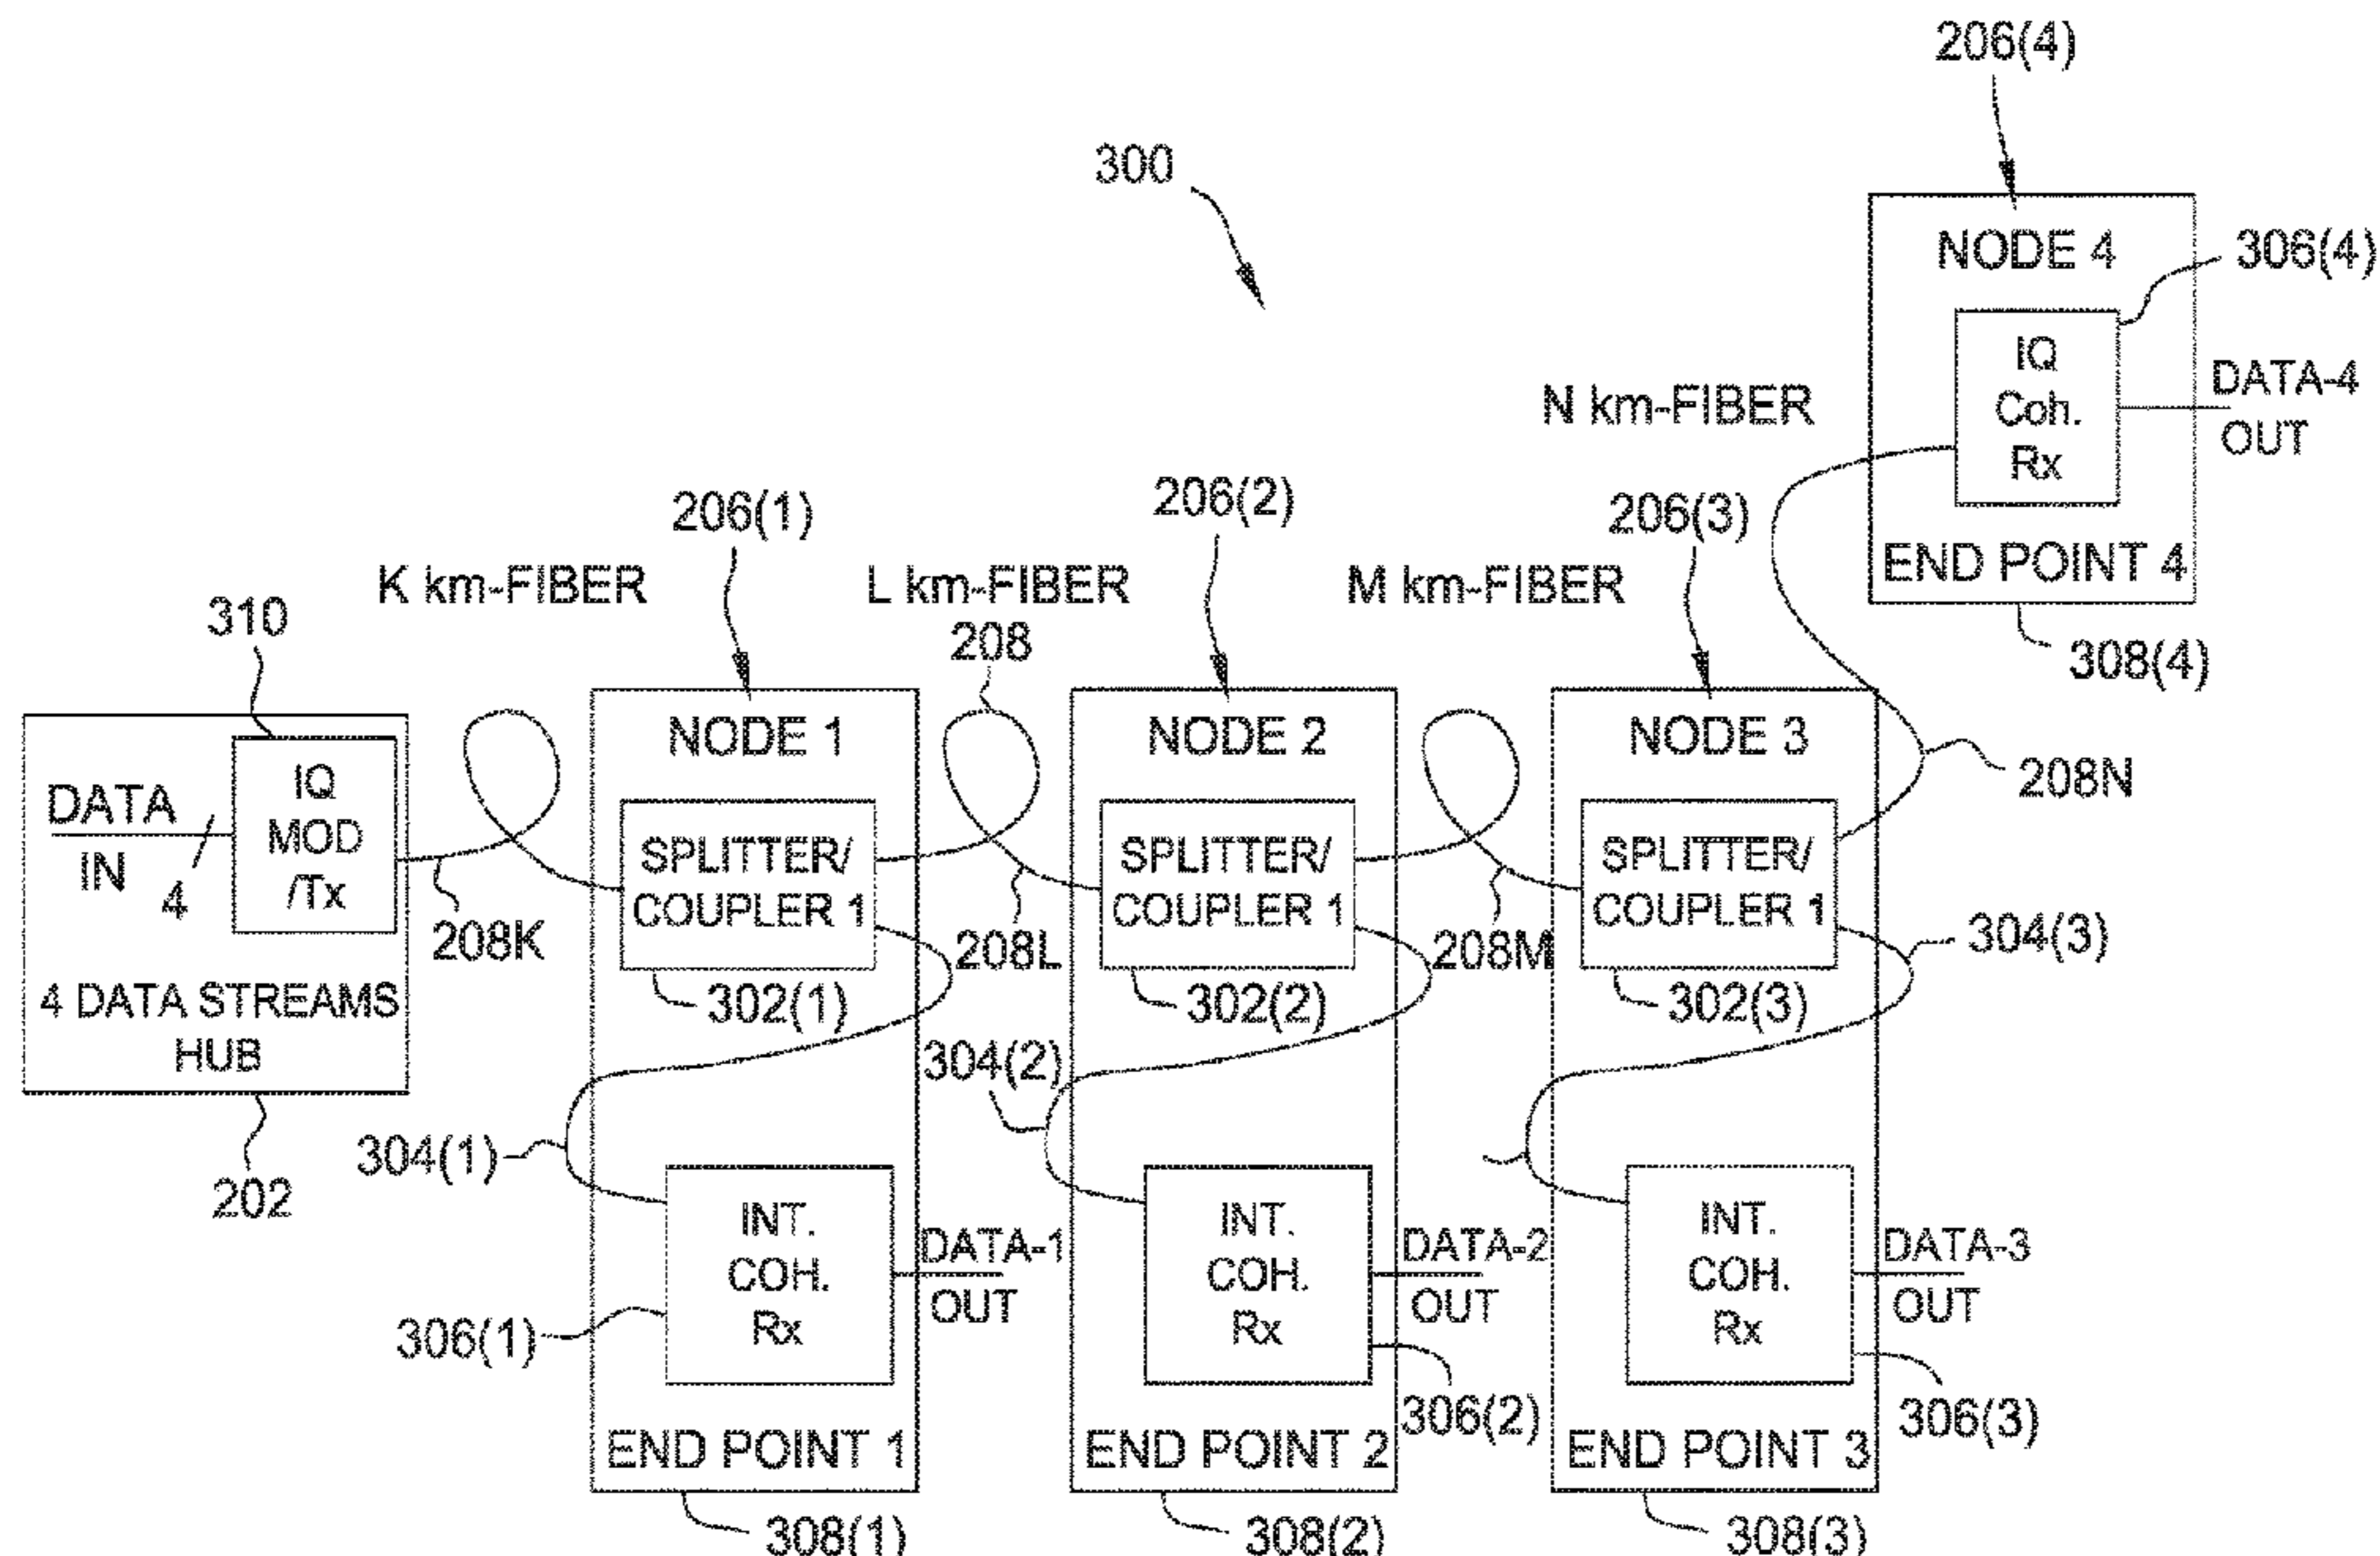 206(4)
300
NODE 4
306(4)
IQ
Coh.
Rx
DATA-4
OUT
N km-FIBER
END POINT 4
308(4)
206(1)
206(2)
206(3)
K km-FIBER
L km-FIBER
M km-FIBER
208
310
DATA
IN
4
IQ
MOD
/Tx
4 DATA STREAMS
HUB
202
208K
NODE 1
SPLITTER/
COUPLER 1
302(1)
304(1)
INT.
COH.
Rx
306(1)
DATA-1
OUT
END POINT 1
308(1)
208L
NODE 2
SPLITTER/
COUPLER 1
302(2)
304(2)
INT.
COH.
Rx
DATA-2
OUT
306(2)
END POINT 2
308(2)
208M
NODE 3
208N
SPLITTER/
COUPLER 1
302(3)
304(3)
INT.
COH.
Rx
DATA-3
OUT
306(3)
END POINT 3
308(3)